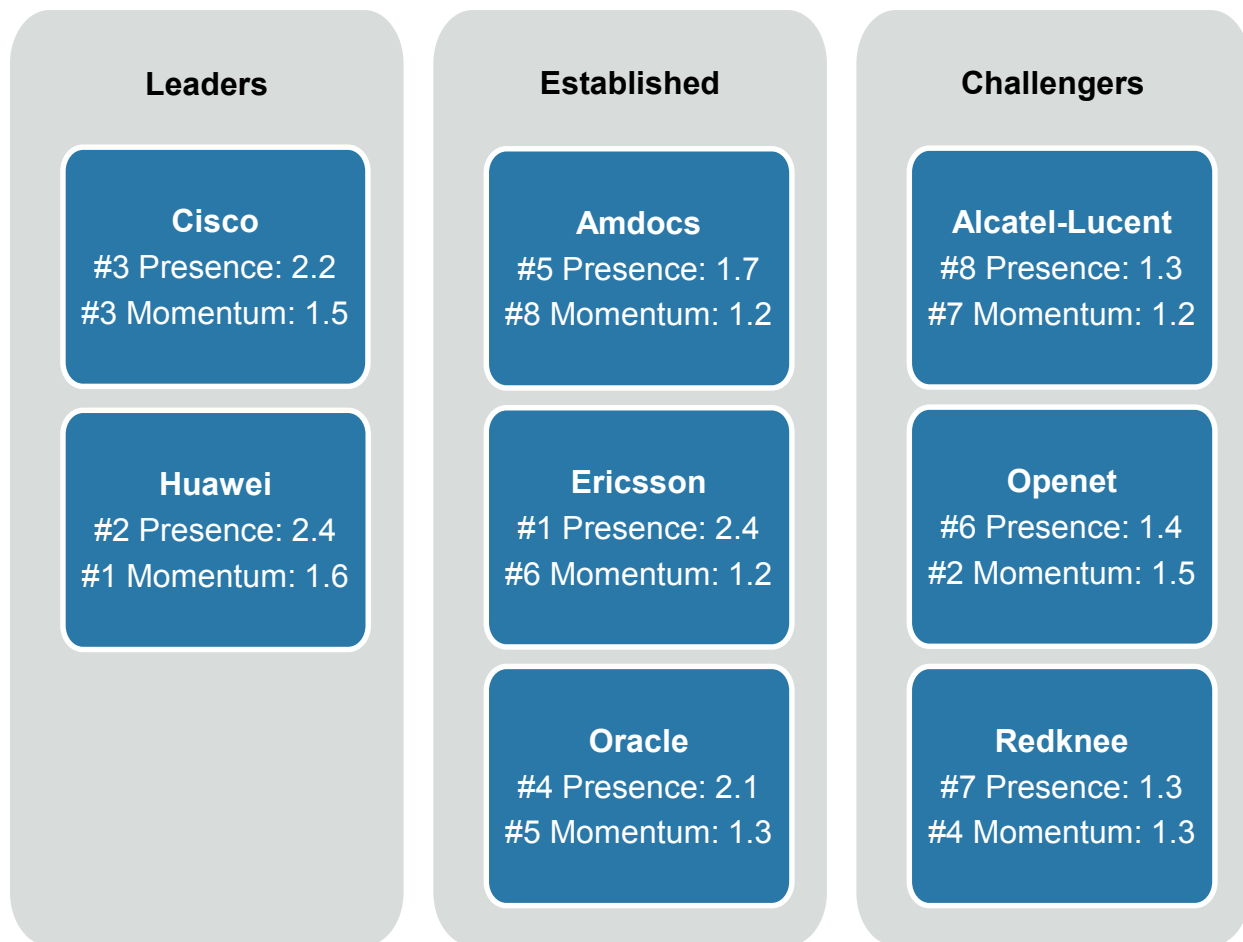 Leaders
Cisco
#3 Presence: 2.2
#3 Momentum: 1.5
Huawei
#2 Presence: 2.4
#1 Momentum: 1.6
Established
Amdocs
#5 Presence: 1.7
#8 Momentum: 1.2
Ericsson
#1 Presence: 2.4
#6 Momentum: 1.2
Oracle
#4 Presence: 2.1
#5 Momentum: 1.3
Challengers
Alcatel-Lucent
#8 Presence: 1.3
#7 Momentum: 1.2
Openet
#6 Presence: 1.4
#2 Momentum: 1.5
Redknee
#7 Presence: 1.3
#4 Momentum: 1.3